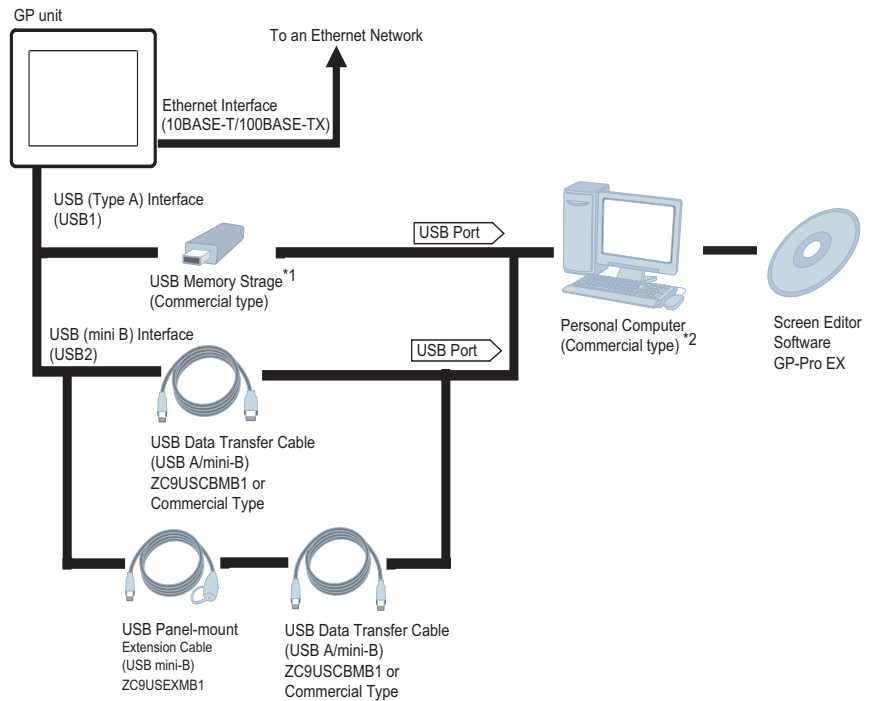 GP unit
To an Ethernet Network
Ethernet Interface
(10BASE-T/100BASE-TX)
USB (Type A) Interface
(USB1)
USB Port
USB Memory Strage*1
(Commercial type)
Personal Computer
(Commercial type) *2
Screen Editor
Software
GP-Pro EX
USB (mini B) Interface
(USB2)
USB Port
USB Data Transfer Cable
(USB A/mini-B)
ZC9USCBMB1 or
Commercial Type
USB Panel-mount
Extension Cable
(USB mini-B)
ZC9USEXMB1
USB Data Transfer Cable
(USB A/mini-B)
ZC9USCBMB1 or
Commercial Type